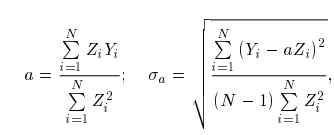 a = \frac{\sum_{i=1}^{N} Z_i Y_i}{\sum_{i=1}^{N} Z_i^2}; \quad \sigma_a = \sqrt{\frac{\sum_{i=1}^{N} (Y_i - aZ_i)^2}{(N-1) \sum_{i=1}^{N} Z_i^2}},